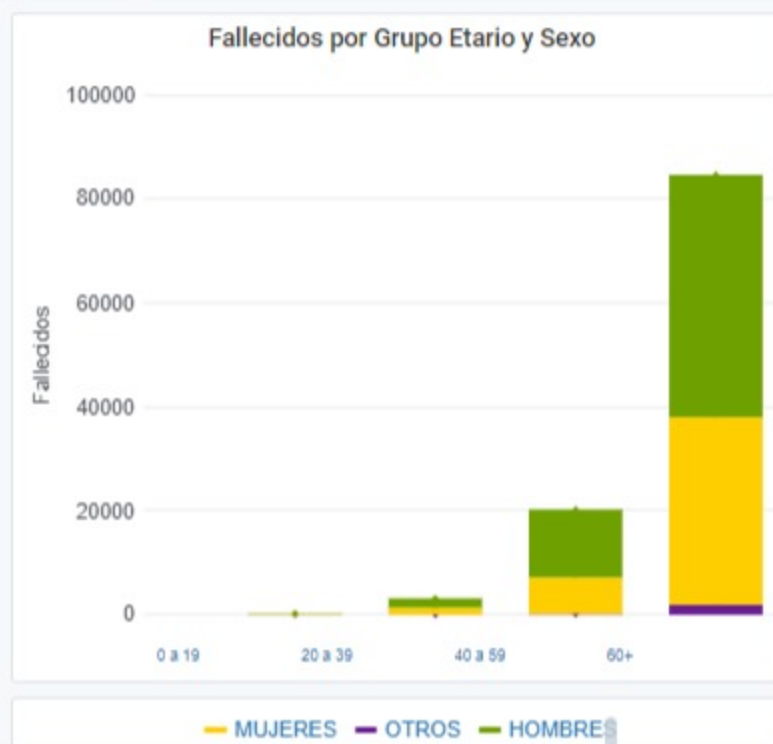 Fallecidos por Grupo Etario y Sexo
100000
80000
60000
40000
20000
0
Fallecidos
0 a 19 20 a 39 40 a 59 60+
MUJERES OTROS HOMBRES